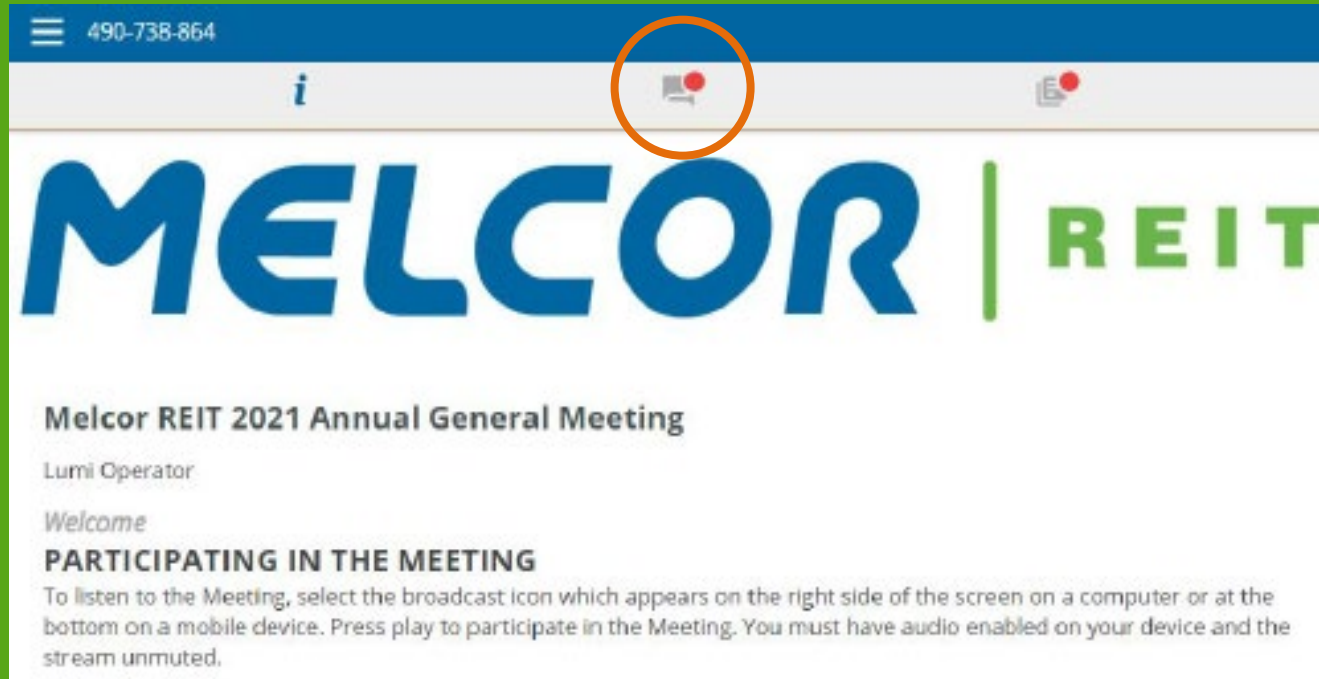 490-738-864
i
MELCOR | REIT
Melcor REIT 2021 Annual General Meeting
Lumi Operator
Welcome
PARTICIPATING IN THE MEETING
To listen to the Meeting, select the broadcast icon which appears on the right side of the screen on a computer or at the
bottom on a mobile device. Press play to participate in the Meeting. You must have audio enabled on your device and the
stream unmuted.